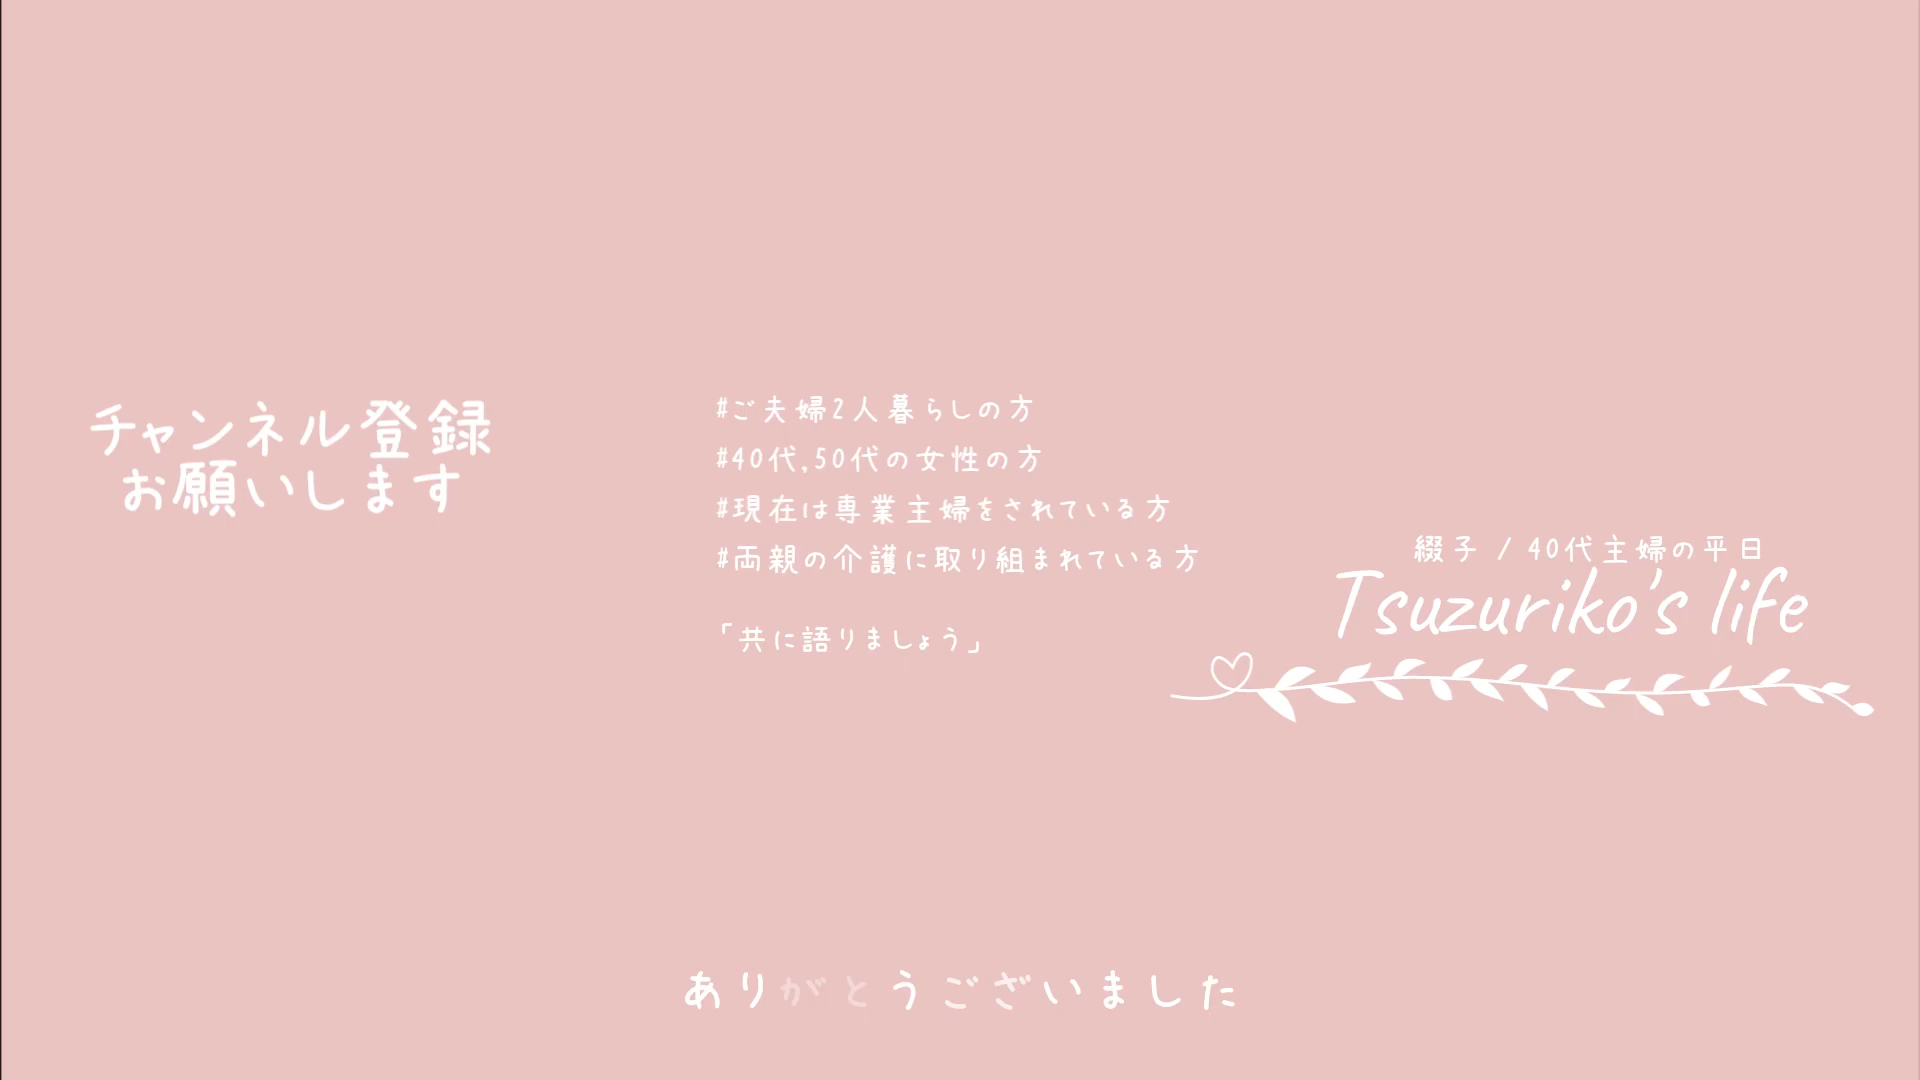 チャンネル登録
お願いします
#ご夫婦2人暮らしの方
#40代,50代の女性の方
#現在は専業主婦をされている方
#両親の介護に取り組まれている方
「共に語りましょう」
綴子 / 40代主婦の平日
Tsuzuriko's life
ありがとうございました